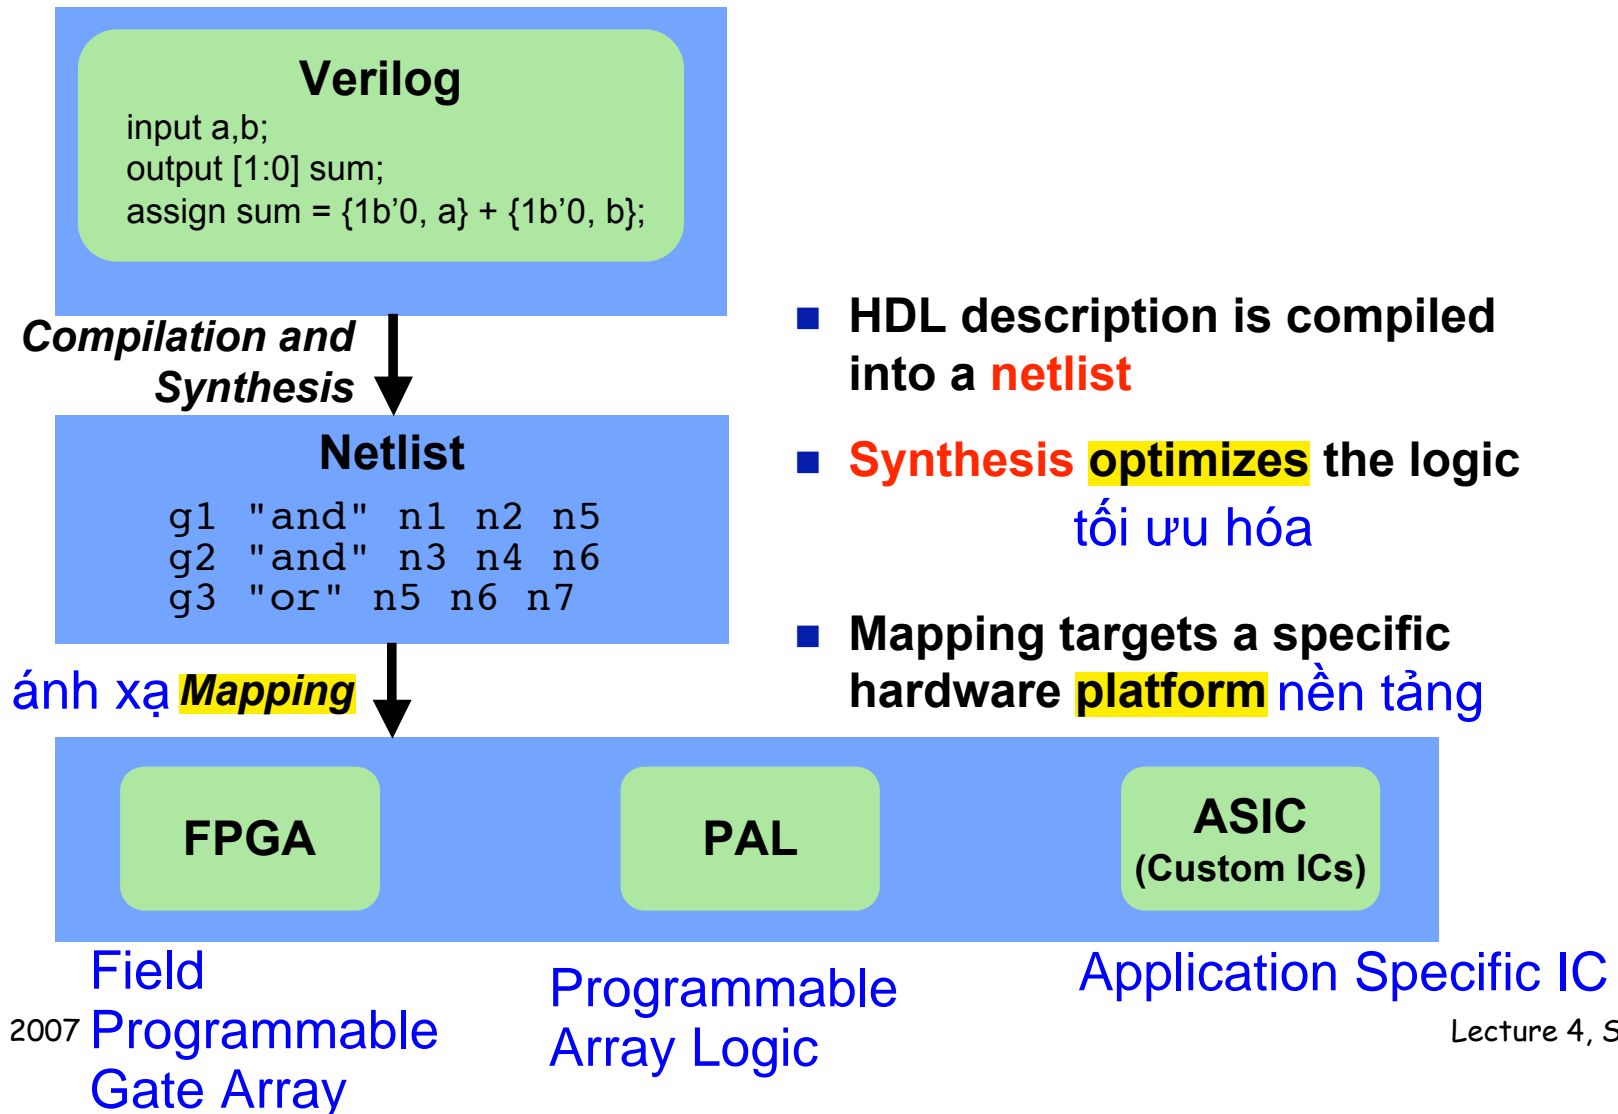 Verilog
input a,b;
output [1:0] sum;
assign sum = {1b’0, a} + {1b’0, b};
Compilation and
Synthesis
Netlist
g1 "and" n1 n2 n5
g2 "and" n3 n4 n6
g3 "or" n5 n6 n7
ánh xạ Mapping
■ HDL description is compiled
into a netlist
■ Synthesis optimizes the logic
tối ưu hóa
■ Mapping targets a specific
hardware platform nền tảng
FPGA
PAL
ASIC
(Custom ICs)
Field
Programmable
Gate Array
Programmable
Array Logic
Application Specific IC
2007
Lecture 4, S